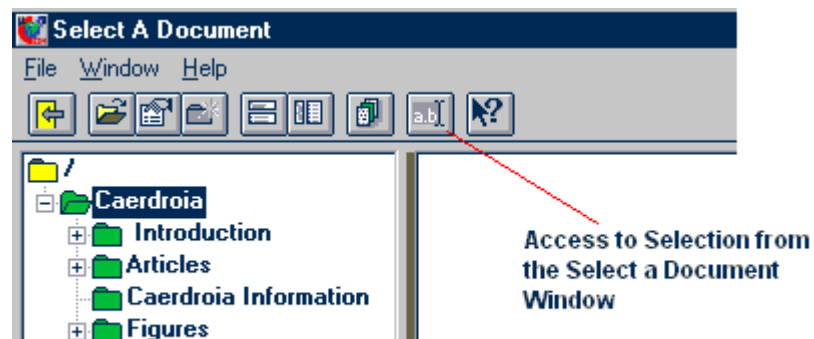 Select A Document
File Window Help
a.b
?
/
Caerdroia
Introduction
Articles
Caerdroia Information
Figures
Access to Selection from
the Select a Document
Window